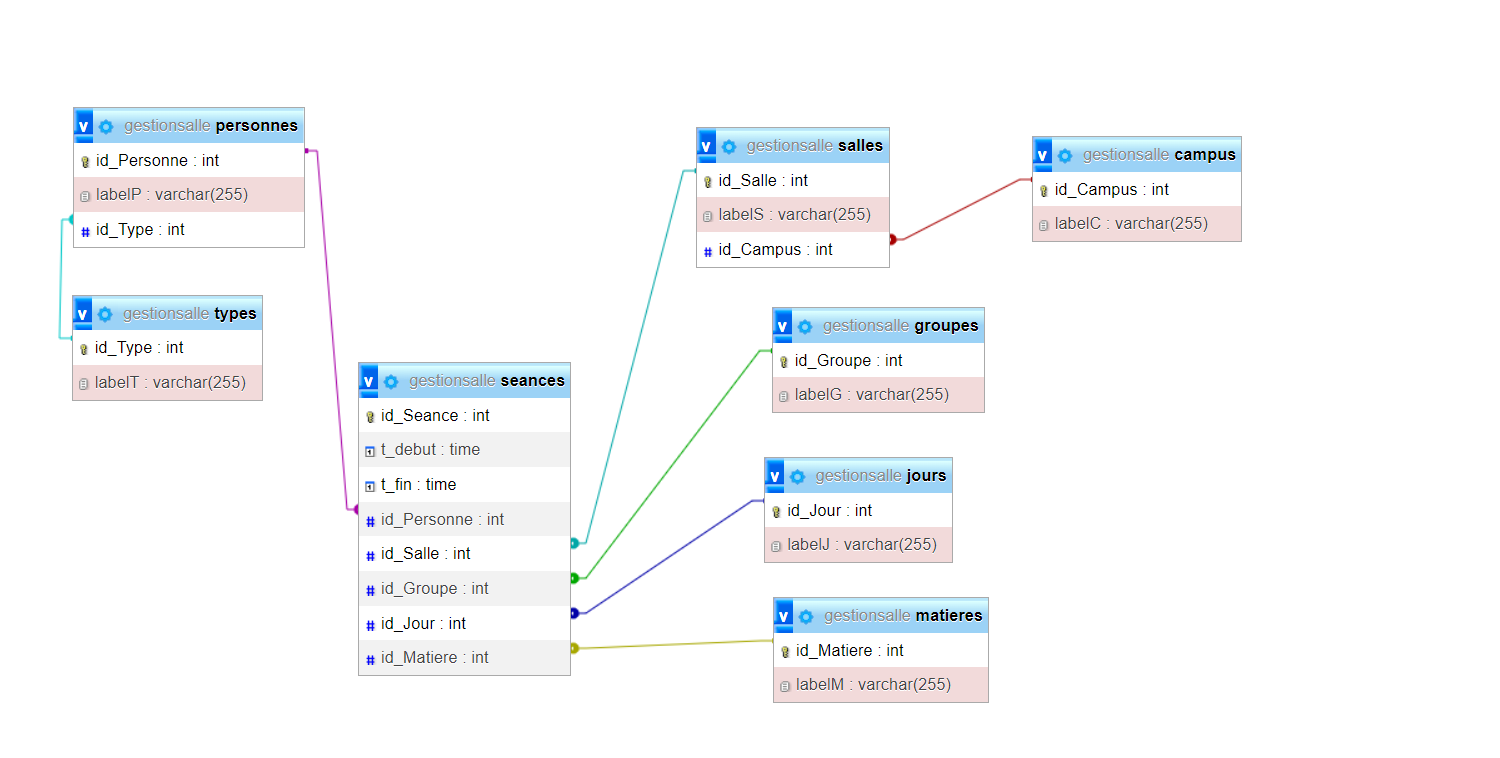 v gestionsalle personnes
id_Personne : int
labelP : varchar(255)
# id_Type : int
v gestionsalle types
id_Type : int
labelT : varchar(255)
v gestionsalle seances
id_Seance : int
t_debut : time
t_fin : time
# id_Personne : int
# id_Salle : int
# id_Groupe : int
# id_Jour : int
# id_Matiere : int
v gestionsalle salles
id_Salle : int
labelS : varchar(255)
# id_Campus : int
v gestionsalle campus
id_Campus : int
labelC : varchar(255)
v gestionsalle groupes
id_Groupe : int
labelG : varchar(255)
v gestionsalle jours
id_Jour : int
labelJ : varchar(255)
v gestionsalle matieres
id_Matiere : int
labelM : varchar(255)